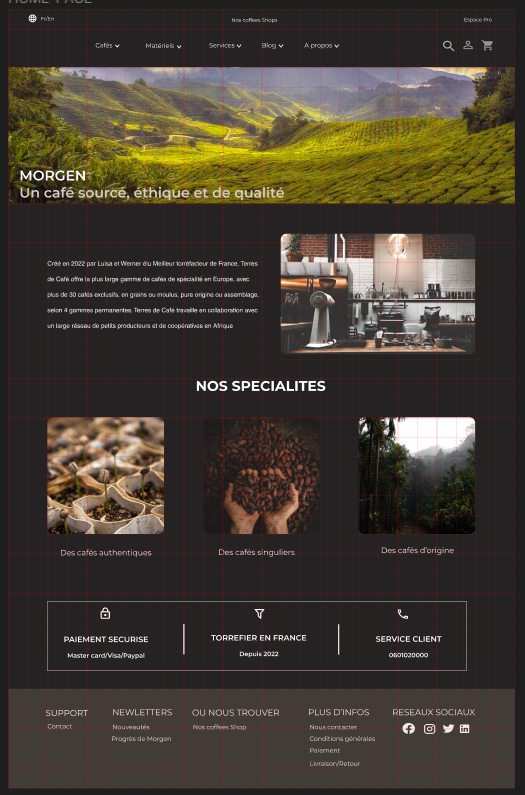 HOME PAGE
Fr/En
Nos coffees Shops
Espace Pro
Cafés
Matériels
Services
Blog
A propos
MORGEN
Un café sourcé, éthique et de qualité
Créé en 2022 par Luisa et Werner élu Meilleur torréfacteur de France, Terres
de Café offre la plus large gamme de cafés de spécialité en Europe, avec
plus de 30 cafés exclusifs, en grains ou moulus, pure origine ou assemblage,
selon 4 gammes permanentes. Terres de Café travaille en collaboration avec
un large réseau de petits producteurs et de coopératives en Afrique
NOS SPECIALITES
Des cafés authentiques
Des cafés singuliers
Des cafés d'origine
PAIEMENT SECURISE
Master card/Visa/Paypal
TORREFIER EN FRANCE
Depuis 2022
SERVICE CLIENT
0601020000
SUPPORT
Contact
NEWLETTERS
Nouveautés
Progrès de Morgen
OU NOUS TROUVER
Nos coffees Shop
PLUS D'INFOS
Nous contacter
Conditions générales
Paiement
Livraison/Retour
RESEAUX SOCIAUX